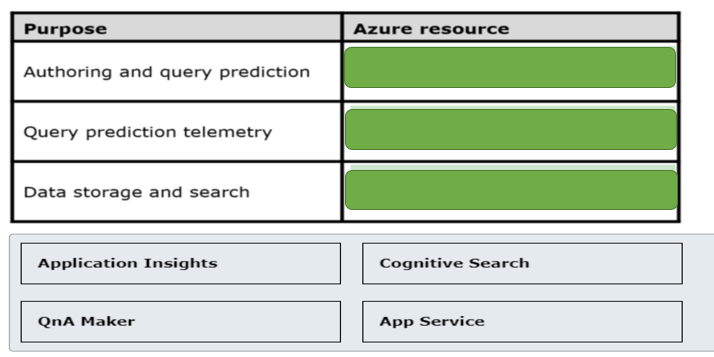 Purpose Azure resource
Authoring and query prediction
Query prediction telemetry
Data storage and search
Application Insights Cognitive Search
QnA Maker App Service